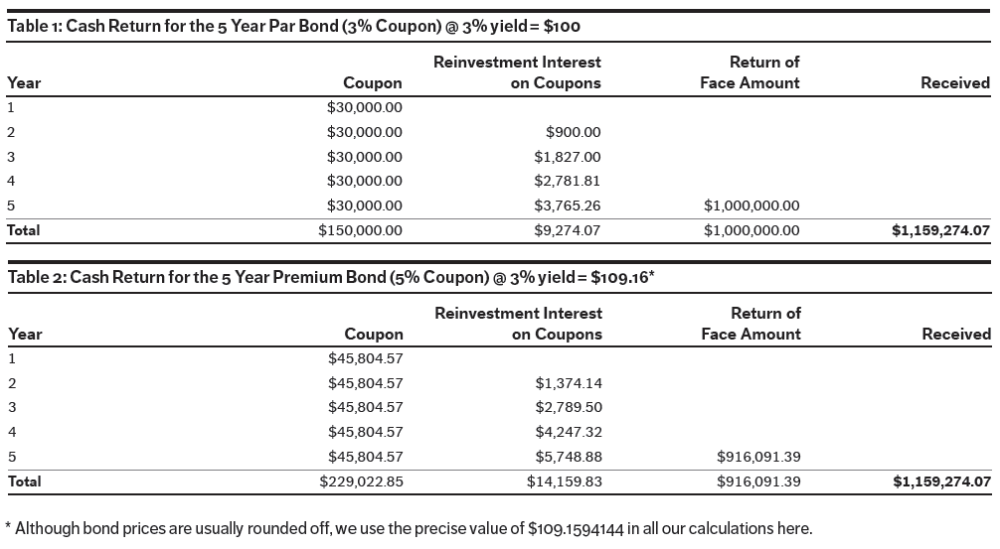 Table 1: Cash Return for the 5 Year Par Bond (3% Coupon) @ 3% yield = $100
Reinvestment Interest Return of
Year Coupon on Coupons Face Amount Received
1 $30,000.00
2 $30,000.00 $900.00
3 $30,000.00 $1,827.00
4 $30,000.00 $2,781.81
5 $30,000.00 $3,765.26 $1,000,000.00
Total $150,000.00 $9,274.07 $1,000,000.00 $1,159,274.07
Table 2: Cash Return for the 5 Year Premium Bond (5% Coupon) @ 3% yield = $109.16*
Reinvestment Interest Return of
Year Coupon on Coupons Face Amount Received
1 $45,804.57
2 $45,804.57 $1,374.14
3 $45,804.57 $2,789.50
4 $45,804.57 $4,247.32
5 $45,804.57 $5,748.88 $916,091.39
Total $229,022.85 $14,159.83 $916,091.39 $1,159,274.07
* Although bond prices are usually rounded off, we use the precise value of $109.1594144 in all our calculations here.